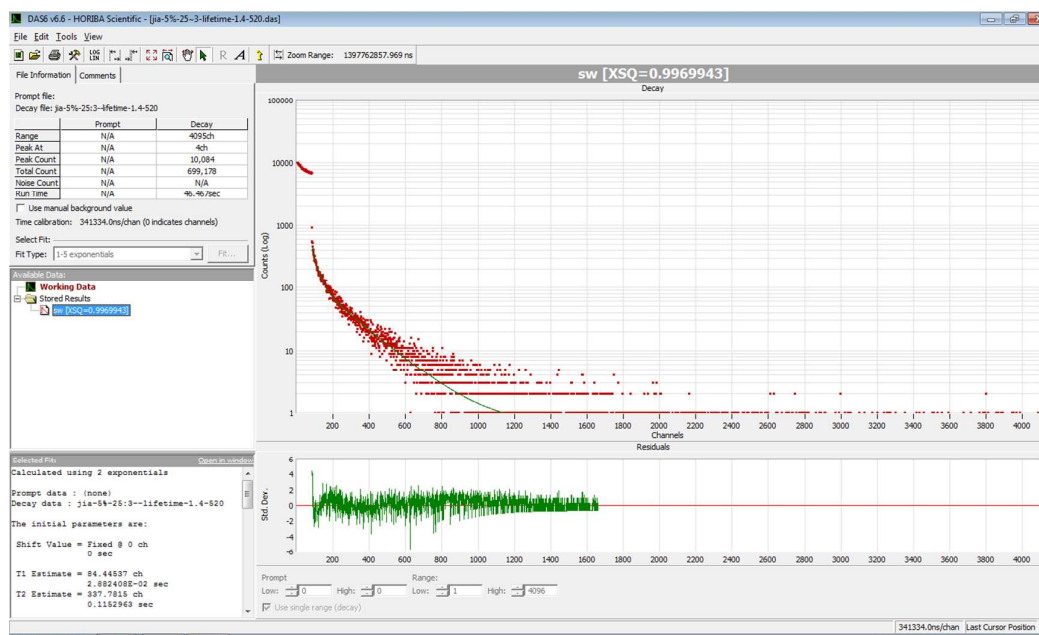 DAS6 v6.6 - HORIBA Scientific - [jia-5%-25~3-lifetime-1.4-520.das]
File Edit Tools View
LOG LIN R A ? Zoom Range: 1397762857.969 ns
File Information Comments
Prompt file:
Decay file: jia-5%-25:3--lifetime-1.4-520
Prompt Decay
Range N/A 4095ch
Peak At N/A 4ch
Peak Count N/A 10,084
Total Count N/A 699,178
Noise Count N/A N/A
Run Time N/A 46.467sec
Use manual background value
Time calibration: 341334.0ns/chan (0 indicates channels)
Select Fit:
Fit Type: 1-5 exponentials Fit...
Available Data:
Working Data
Stored Results
sw [XSQ=0.9969943]
Selected Fits Open in window
Calculated using 2 exponentials
Prompt data : (none)
Decay data : jia-5%-25:3--lifetime-1.4-520
The initial parameters are:
Shift Value = Fixed @ 0 ch
0 sec
T1 Estimate = 84.44537 ch
2.882408E-02 sec
T2 Estimate = 337.7815 ch
0.1152963 sec
sw [XSQ=0.9969943]
Decay
Counts (Log)
100000
10000
1000
100
10
1
200 400 600 800 1000 1200 1400 1600 1800 2000 2200 2400 2600 2800 3000 3200 3400 3600 3800 4000
Channels
Residuals
Std. Dev.
6
4
2
0
-2
-4
-6
200 400 600 800 1000 1200 1400 1600 1800 2000 2200 2400 2600 2800 3000 3200 3400 3600 3800 4000
Prompt Range:
Low: 0 High: 0 Low: 1 High: 4096
Use single range (decay)
341334.0ns/chan Last Cursor Position